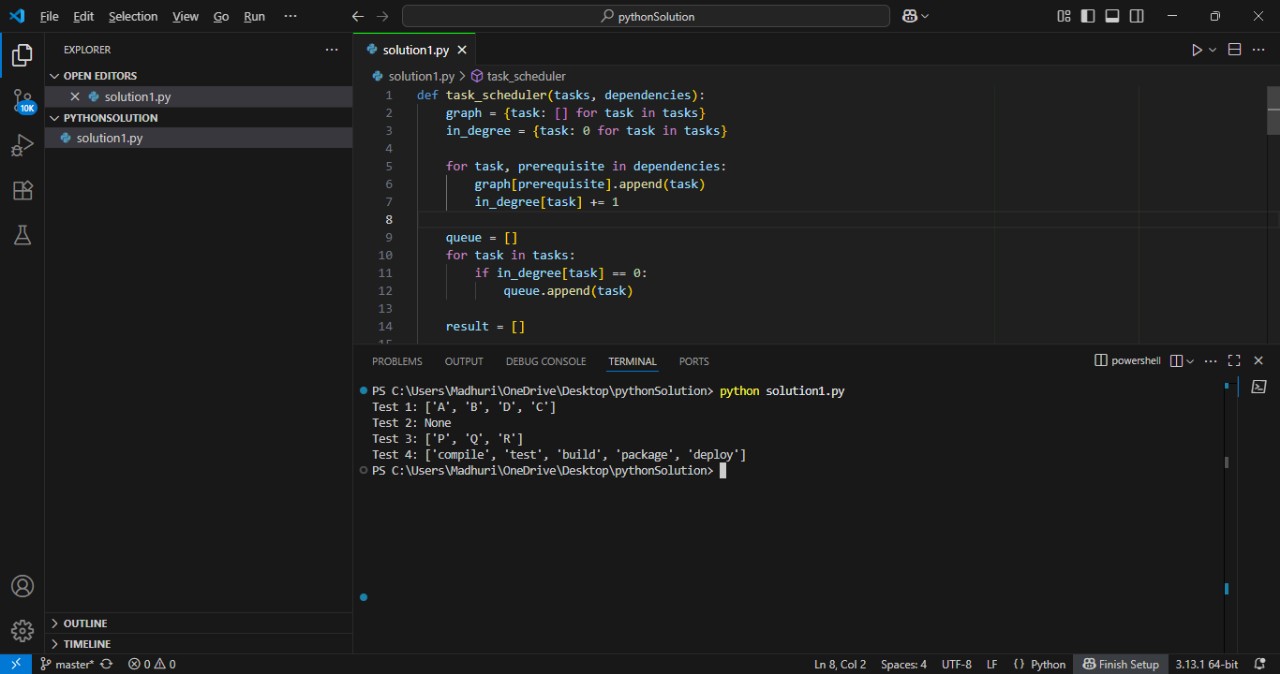 File Edit Selection View Go Run ···
pythonSolution
EXPLORER ···
OPEN EDITORS
solution1.py
PYTHONSOLUTION
solution1.py
10K
OUTLINE
TIMELINE
solution1.py
solution1.py > task_scheduler
1 def task_scheduler(tasks, dependencies):
2 graph = {task: [] for task in tasks}
3 in_degree = {task: 0 for task in tasks}
4
5 for task, prerequisite in dependencies:
6 graph[prerequisite].append(task)
7 in_degree[task] += 1
8
9 queue = []
10 for task in tasks:
11 if in_degree[task] == 0:
12 queue.append(task)
13
14 result = []
PROBLEMS OUTPUT DEBUG CONSOLE TERMINAL PORTS
powershell
PS C:\Users\Madhuri\OneDrive\Desktop\pythonSolution> python solution1.py
Test 1: ['A', 'B', 'D', 'C']
Test 2: None
Test 3: ['P', 'Q', 'R']
Test 4: ['compile', 'test', 'build', 'package', 'deploy']
PS C:\Users\Madhuri\OneDrive\Desktop\pythonSolution>
master* 0 0 Ln 8, Col 2 Spaces: 4 UTF-8 LF {} Python Finish Setup 3.13.1 64-bit